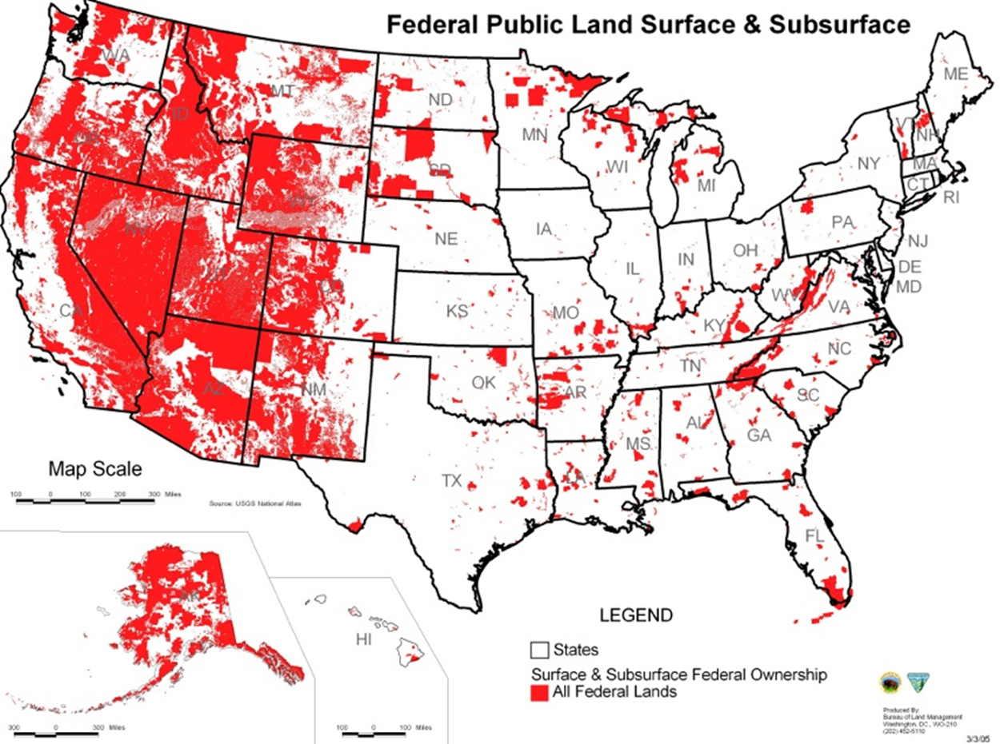 Federal Public Land Surface & Subsurface
WA
MT
ND
MN
ME
ID
OR
SD
WI
MI
VT
NH
NY
MA
CT
RI
WY
NV
NE
IA
PA
NJ
UT
CO
IL
IN
OH
DE
MD
CA
KS
MO
WV
VA
KY
AZ
NM
OK
AR
TN
NC
SC
MS
AL
GA
TX
LA
FL
Map Scale
100 0 100 200 300 Miles
Source: USGS National Atlas
AK
HI
300 0 300 Miles
100 0 100 Miles
LEGEND
States
Surface & Subsurface Federal Ownership
All Federal Lands
Produced By:
Bureau of Land Management
Washington, DC, WO-210
(202) 452-5110
3/3/05